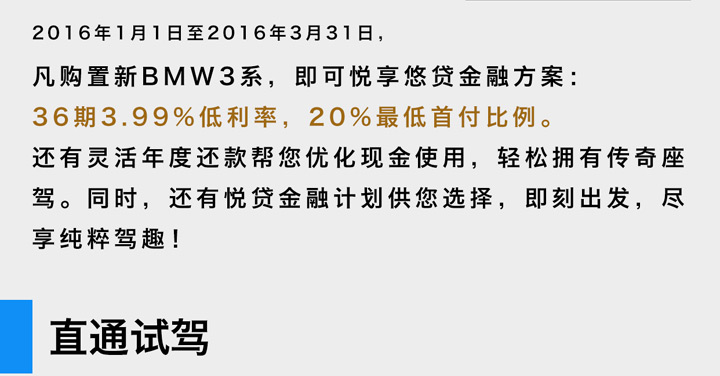 2016年1月1日至2016年3月31日，
凡购置新BMW3系，即可悦享悠贷金融方案：
36期3.99%低利率，20%最低首付比例。
还有灵活年度还款帮您优化现金使用，轻松拥有传奇座
驾。同时，还有悦贷金融计划供您选择，即刻出发，尽
享纯粹驾趣！
直通试驾